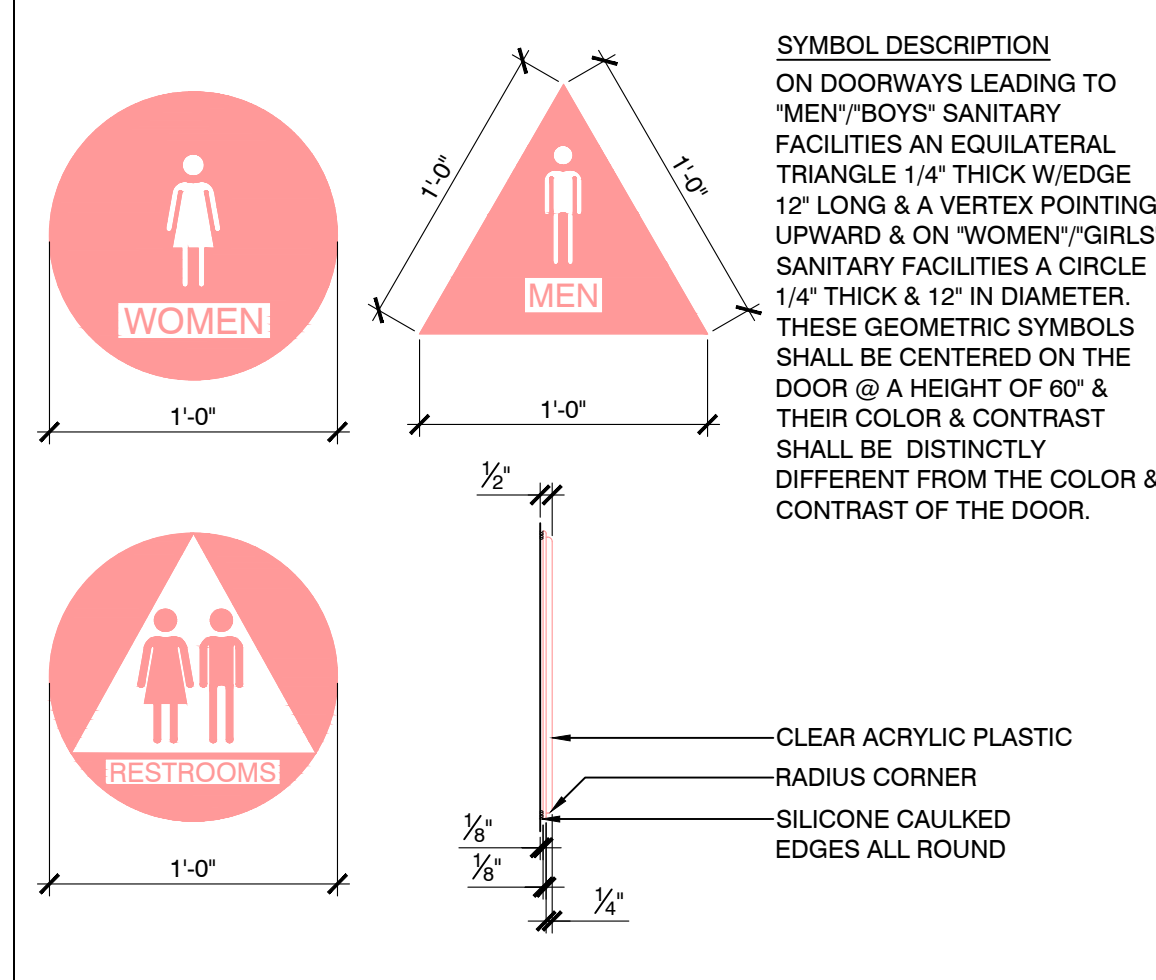 SYMBOL DESCRIPTION
ON DOORWAYS LEADING TO
"MEN"/"BOYS" SANITARY
FACILITIES AN EQUILATERAL
TRIANGLE 1/4" THICK W/EDGE
12" LONG & A VERTEX POINTING
UPWARD & ON "WOMEN"/"GIRLS"
SANITARY FACILITIES A CIRCLE
1/4" THICK & 12" IN DIAMETER.
THESE GEOMETRIC SYMBOLS
SHALL BE CENTERED ON THE
DOOR @ A HEIGHT OF 60" &
THEIR COLOR & CONTRAST
SHALL BE DISTINCTLY
DIFFERENT FROM THE COLOR &
CONTRAST OF THE DOOR.
WOMEN
1'-0"
1'-0"
1'-0"
MEN
1'-0"
RESTROOMS
1'-0"
1/2"
CLEAR ACRYLIC PLASTIC
RADIUS CORNER
SILICONE CAULKED
EDGES ALL ROUND
1/8"
1/8"
1/4"